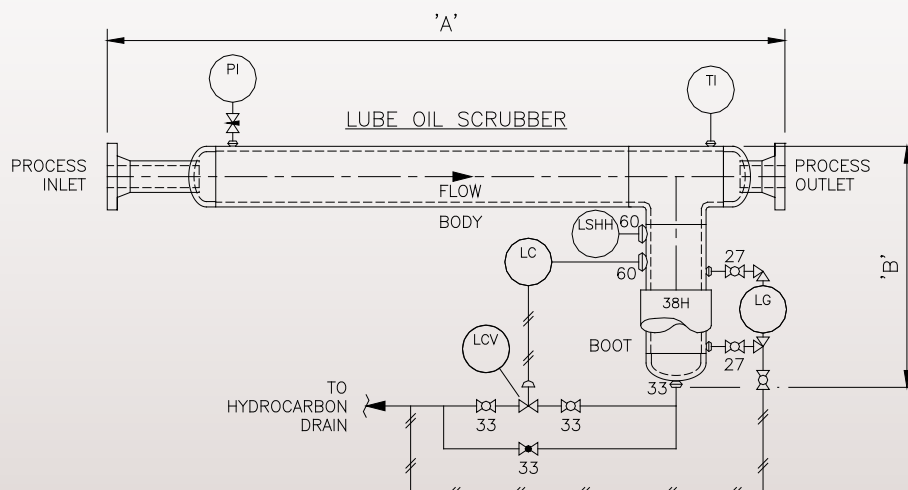 'A'
PI
TI
LUBE OIL SCRUBBER
PROCESS
INLET
PROCESS
OUTLET
FLOW
BODY
LSHH
60
LC
60
27
'B'
38H
LG
LCV
BOOT
27
33
TO
HYDROCARBON
DRAIN
33
33
33